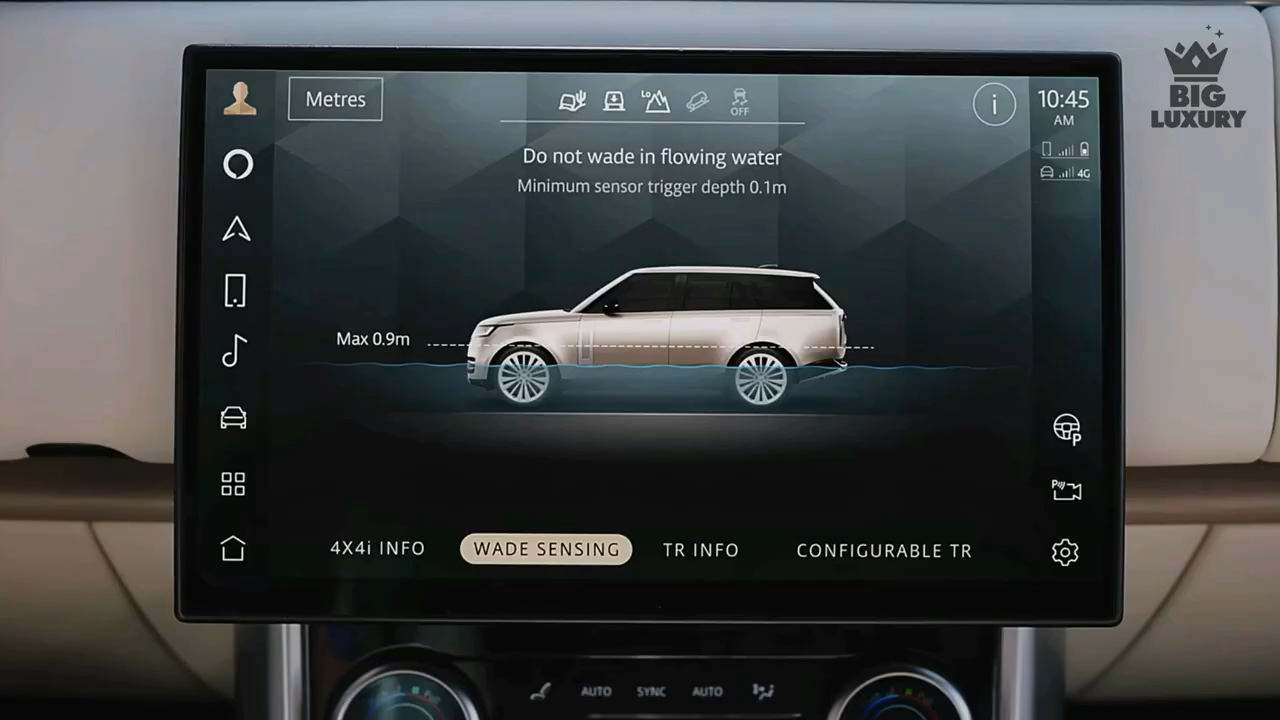 Metres
Lo
OFF
i
10:45
AM
4G
BIG
LUXURY
Do not wade in flowing water
Minimum sensor trigger depth 0.1m
Max 0.9m
P
P
4X4i INFO
WADE SENSING
TR INFO
CONFIGURABLE TR
AUTO
SYNC
AUTO